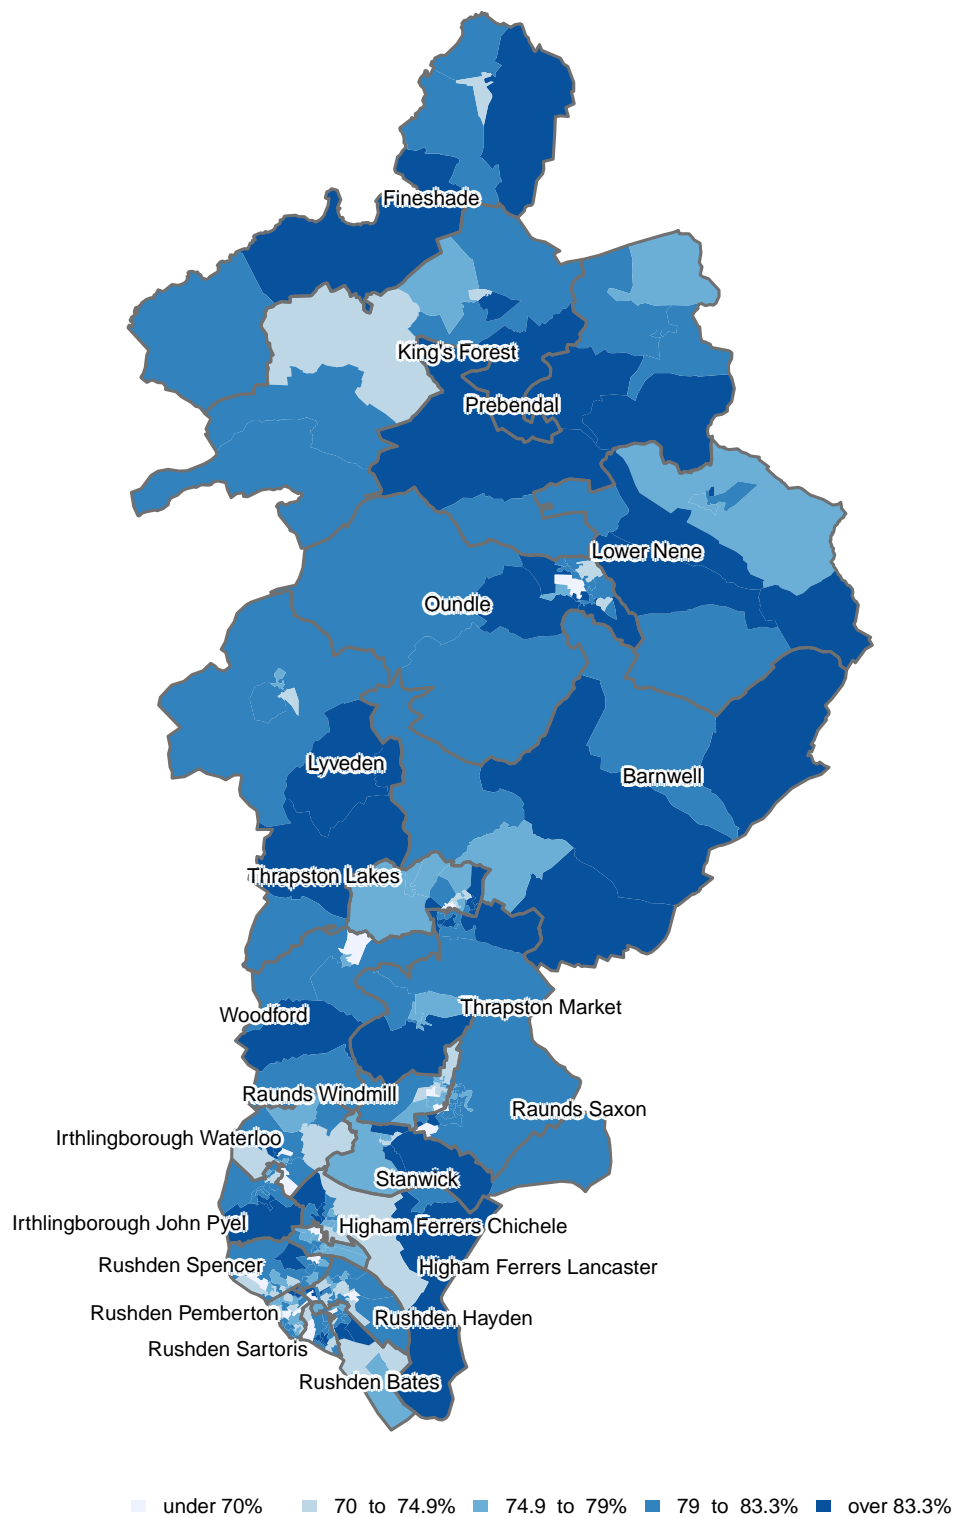 Fineshade
King's Forest
Prebendal
Lower Nene
Oundle
Lyveden
Barnwell
Thrapston Lakes
Thrapston Market
Woodford
Raunds Windmill
Raunds Saxon
Irthlingborough Waterloo
Stanwick
Irthlingborough John Pyel
Higham Ferrers Chichele
Rushden Spencer
Higham Ferrers Lancaster
Rushden Pemberton
Rushden Hayden
Rushden Sartoris
Rushden Bates
under 70% 70 to 74.9% 74.9 to 79% 79 to 83.3% over 83.3%